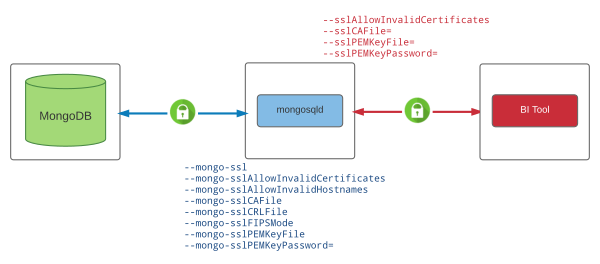 --sslAllowInvalidCertificates
--sslCAFile=
--sslPEMKeyFile=
--sslPEMKeyPassword=
MongoDB
mongosqld
BI Tool
--mongo-ssl
--mongo-sslAllowInvalidCertificates
--mongo-sslAllowInvalidHostnames
--mongo-sslCAFile
--mongo-sslCRLFile
--mongo-sslFIPSMode
--mongo-sslPEMKeyFile
--mongo-sslPEMKeyPassword=